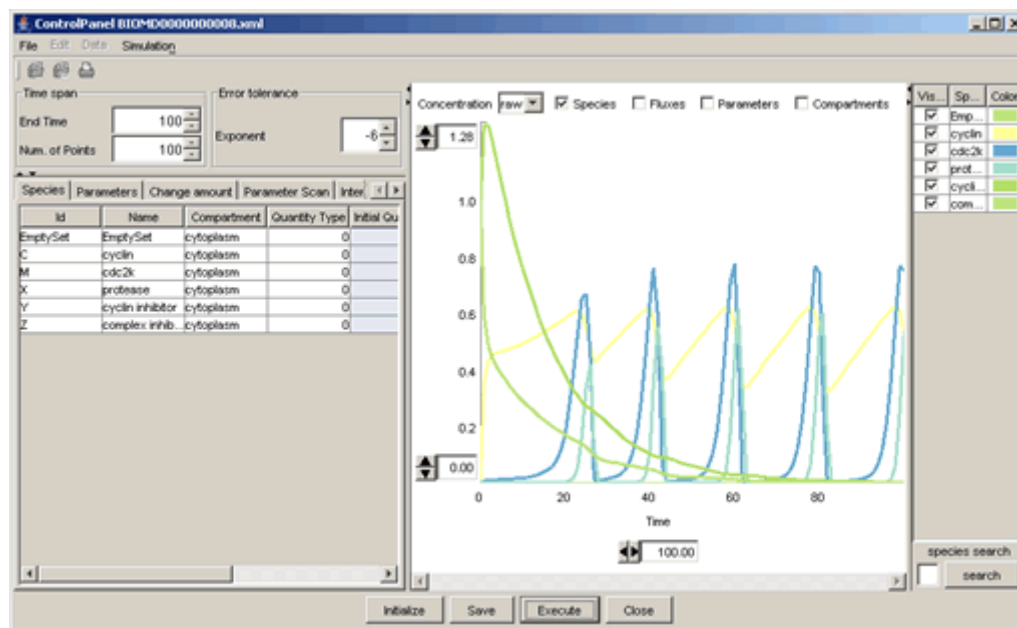 ControlPanel BIOMD0000000008.xml
File Edit Data Simulation
Time span
End Time 100
Num. of Points 100
Error tolerance
Exponent -6
Species Parameters Change amount Parameter Scan Inter
Id Name Compartment Quantity Type Initial Qu
EmptySet EmptySet cytoplasm 0
C cyclin cytoplasm 0
M cdc2k cytoplasm 0
X protease cytoplasm 0
Y cyclin inhibitor cytoplasm 0
Z complex inhib... cytoplasm 0
Concentration raw Species Fluxes Parameters Compartments
1.28
1.0
0.8
0.6
0.4
0.2
0.00
0 20 40 60 80
Time
100.00
Vis... Sp... Color
Emp...
cyclin
cdc2k
prot...
cycli...
com...
species search
search
Initialize Save Execute Close